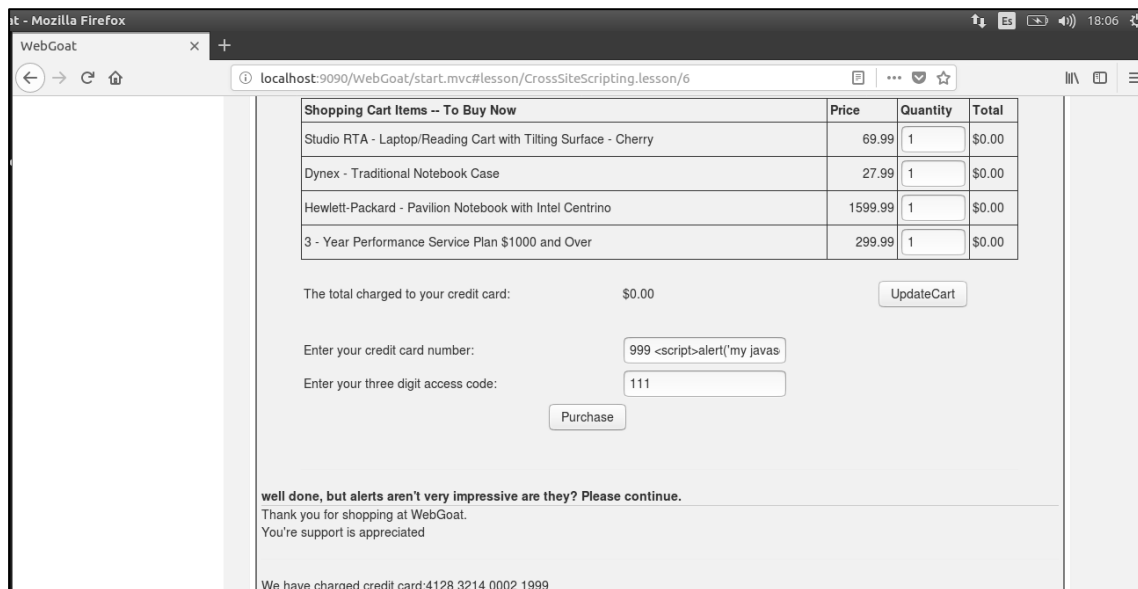 at - Mozilla Firefox
Es
18:06
WebGoat
localhost:9090/WebGoat/start.mvc#lesson/CrossSiteScripting.lesson/6
Shopping Cart Items -- To Buy Now Price Quantity Total
Studio RTA - Laptop/Reading Cart with Tilting Surface - Cherry 69.99 1 $0.00
Dynex - Traditional Notebook Case 27.99 1 $0.00
Hewlett-Packard - Pavilion Notebook with Intel Centrino 1599.99 1 $0.00
3 - Year Performance Service Plan $1000 and Over 299.99 1 $0.00
The total charged to your credit card: $0.00 UpdateCart
Enter your credit card number: 999 <script>alert('my javas
Enter your three digit access code: 111
Purchase
well done, but alerts aren't very impressive are they? Please continue.
Thank you for shopping at WebGoat.
You're support is appreciated
We have charged credit card:4128 3214 0002 1999